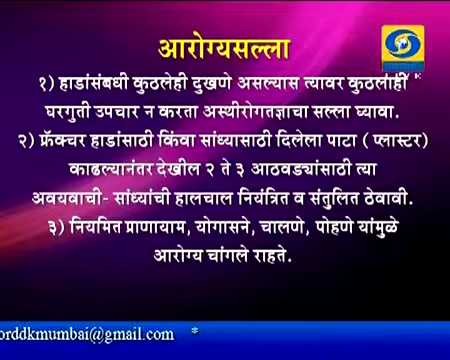 आरोग्यसल्ला
१) हाडांसंबधी कुठलेही दुखणे असल्यास त्यावर कुठलाही
घरगुती उपचार न करता अस्थीरोगतज्ञाचा सल्ला घ्यावा.
२) फ्रॅक्चर हाडांसाठी किंवा सांध्यासाठी दिलेला पाटा ( प्लास्टर)
काढल्यानंतर देखील २ ते ३ आठवड्यांसाठी त्या
अवयवाची- सांध्यांची हालचाल नियंत्रित व संतुलित ठेवावी.
३) नियमित प्राणायाम, योगासने, चालणे, पोहणे यांमुळे
आरोग्य चांगले राहते.
orddkmumbai@gmail.com *